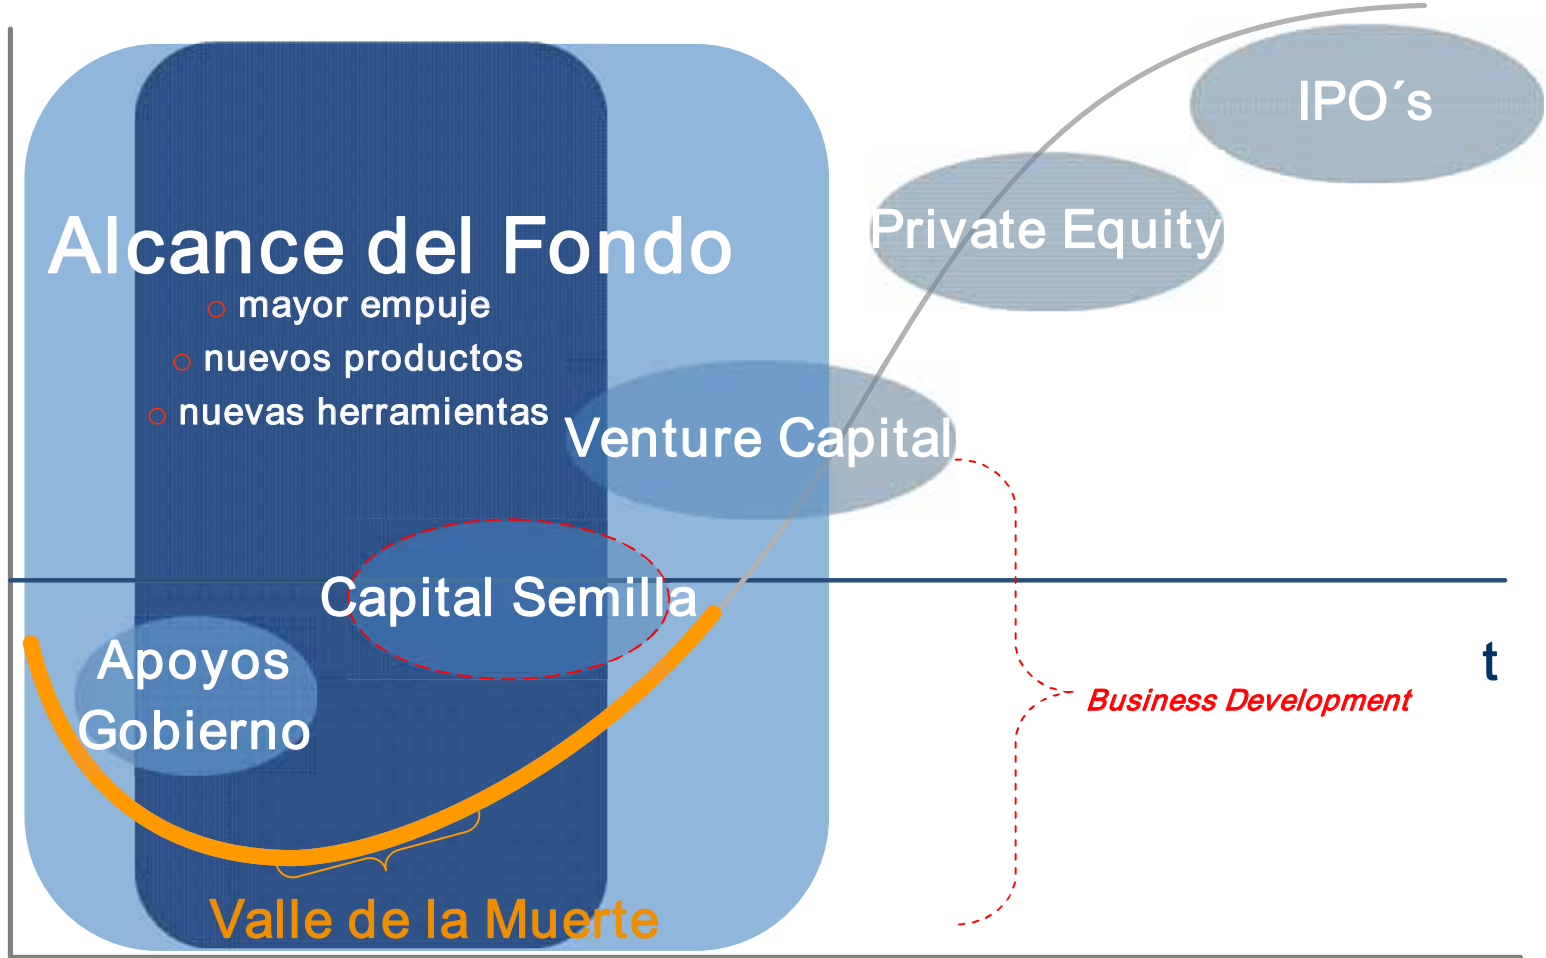 IPO´s
Private Equity
Alcance del Fondo
o mayor empuje
o nuevos productos
o nuevas herramientas
Venture Capital
Capital Semilla
Apoyos
Gobierno
t
Business Development
Valle de la Muerte